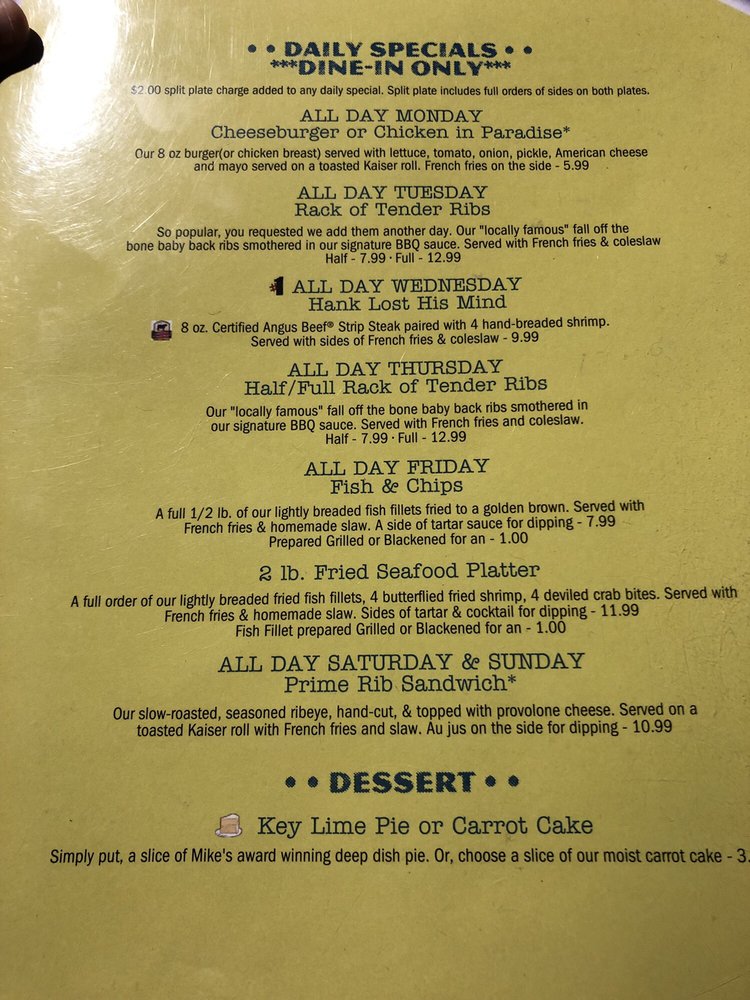 • • DAILY SPECIALS • •
***DINE-IN ONLY***
$2.00 split plate charge added to any daily special. Split plate includes full orders of sides on both plates.
ALL DAY MONDAY
Cheeseburger or Chicken in Paradise*
Our 8 oz burger(or chicken breast) served with lettuce, tomato, onion, pickle, American cheese
and mayo served on a toasted Kaiser roll. French fries on the side - 5.99
ALL DAY TUESDAY
Rack of Tender Ribs
So popular, you requested we add them another day. Our "locally famous" fall off the
bone baby back ribs smothered in our signature BBQ sauce. Served with French fries & coleslaw
Half - 7.99 · Full - 12.99
ALL DAY WEDNESDAY
Hank Lost His Mind
8 oz. Certified Angus Beef® Strip Steak paired with 4 hand-breaded shrimp.
Served with sides of French fries & coleslaw - 9.99
ALL DAY THURSDAY
Half/Full Rack of Tender Ribs
Our "locally famous" fall off the bone baby back ribs smothered in
our signature BBQ sauce. Served with French fries and coleslaw.
Half - 7.99 · Full - 12.99
ALL DAY FRIDAY
Fish & Chips
A full 1/2 lb. of our lightly breaded fish fillets fried to a golden brown. Served with
French fries & homemade slaw. A side of tartar sauce for dipping - 7.99
Prepared Grilled or Blackened for an - 1.00
2 lb. Fried Seafood Platter
A full order of our lightly breaded fried fish fillets, 4 butterflied fried shrimp, 4 deviled crab bites. Served with
French fries & homemade slaw. Sides of tartar & cocktail for dipping - 11.99
Fish Fillet prepared Grilled or Blackened for an - 1.00
ALL DAY SATURDAY & SUNDAY
Prime Rib Sandwich*
Our slow-roasted, seasoned ribeye, hand-cut, & topped with provolone cheese. Served on a
toasted Kaiser roll with French fries and slaw. Au jus on the side for dipping - 10.99
• • DESSERT • •
Key Lime Pie or Carrot Cake
Simply put, a slice of Mike's award winning deep dish pie. Or, choose a slice of our moist carrot cake - 3.